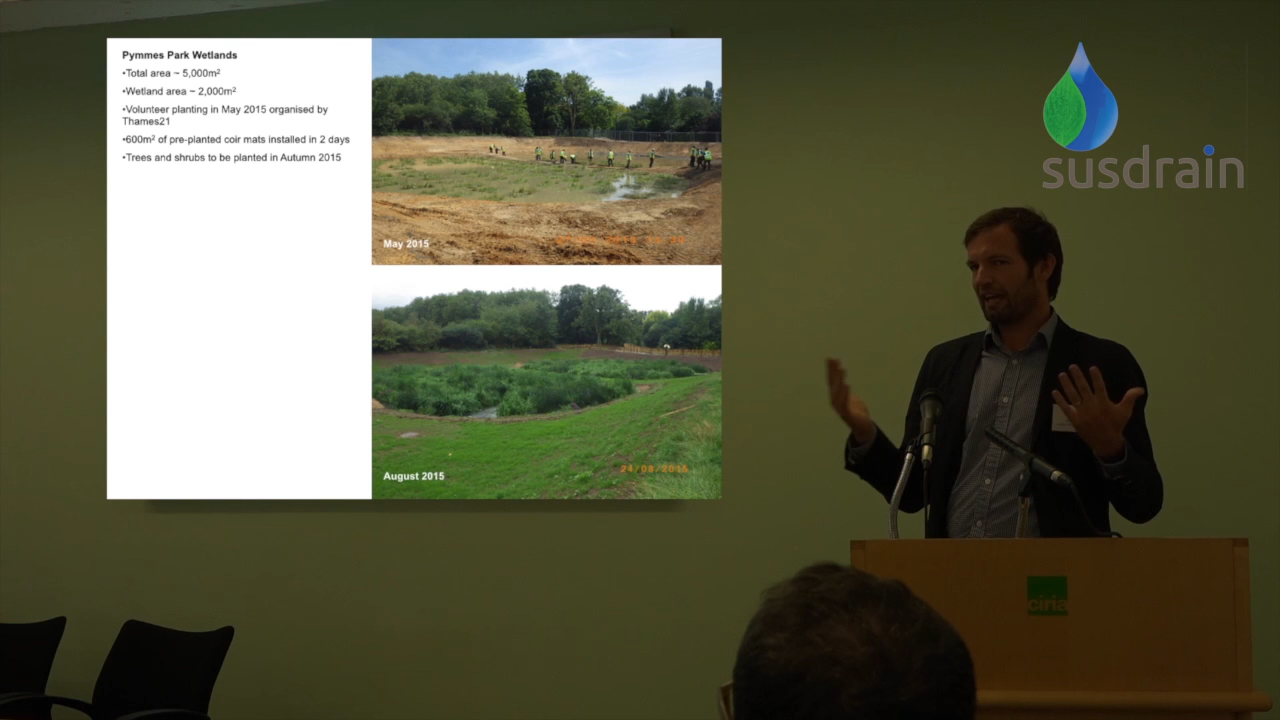 Pymmes Park Wetlands
•Total area ~ 5,000m²
•Wetland area ~ 2,000m²
•Volunteer planting in May 2015 organised by
Thames21
•600m² of pre-planted coir mats installed in 2 days
•Trees and shrubs to be planted in Autumn 2015
May 2015
August 2015
24/08/2015
susdrain
ciria